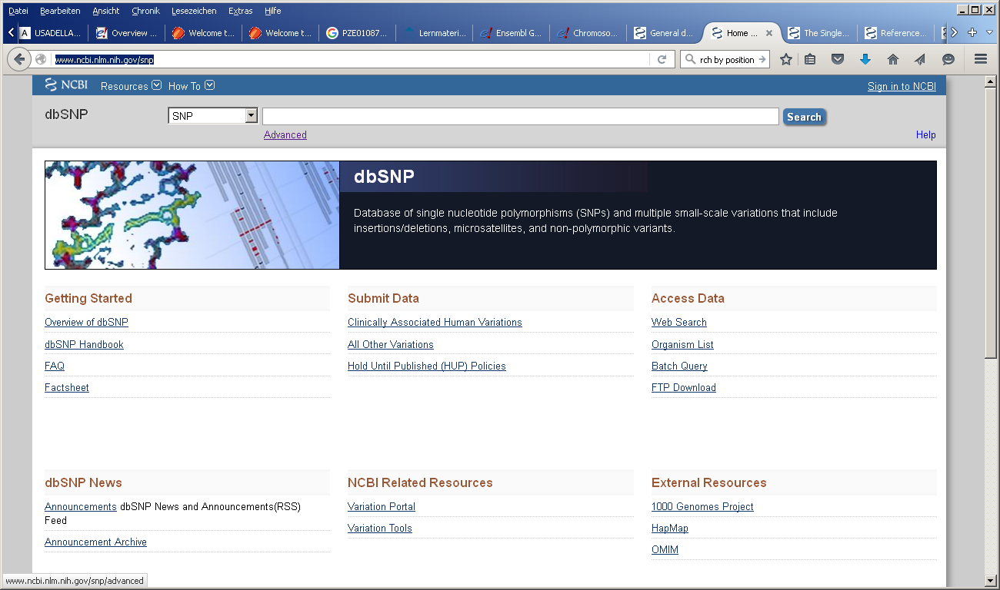 Datei Bearbeiten Ansicht Chronik Lesezeichen Extras Hilfe
A USADELLA... Overview ... Welcome t... Welcome t... PZE01087... Lernmateri... Ensembl G... Chromoso... General d... Home ... The Single... Reference...
www.ncbi.nlm.nih.gov/snp rch by position
NCBI Resources How To Sign in to NCBI
dbSNP SNP Search
Advanced Help
dbSNP
Database of single nucleotide polymorphisms (SNPs) and multiple small-scale variations that include
insertions/deletions, microsatellites, and non-polymorphic variants.
Getting Started
Overview of dbSNP
dbSNP Handbook
FAQ
Factsheet
Submit Data
Clinically Associated Human Variations
All Other Variations
Hold Until Published (HUP) Policies
Access Data
Web Search
Organism List
Batch Query
FTP Download
dbSNP News
Announcements dbSNP News and Announcements(RSS)
Feed
Announcement Archive
NCBI Related Resources
Variation Portal
Variation Tools
External Resources
1000 Genomes Project
HapMap
OMIM
www.ncbi.nlm.nih.gov/snp/advanced